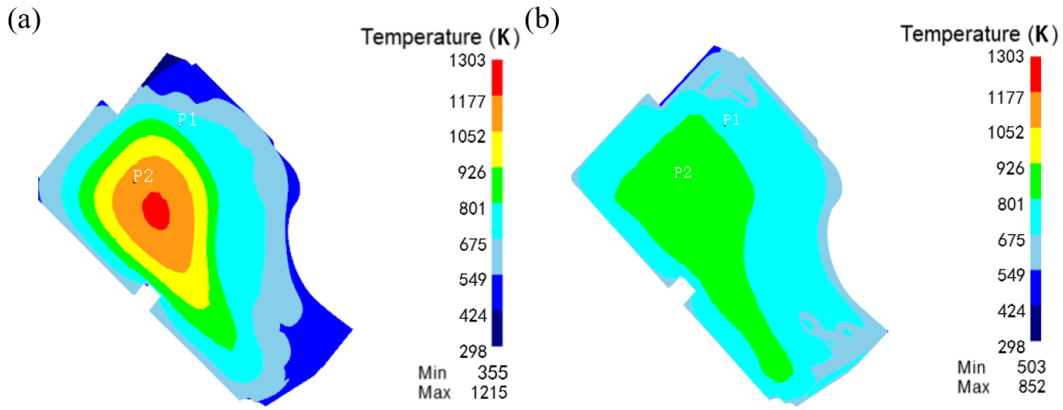 (a)
Temperature (K)
1303
1177
1052
926
801
675
549
424
298
Min 355
Max 1215
P1
P2
(b)
Temperature (K)
1303
1177
1052
926
801
675
549
424
298
Min 503
Max 852
P1
P2